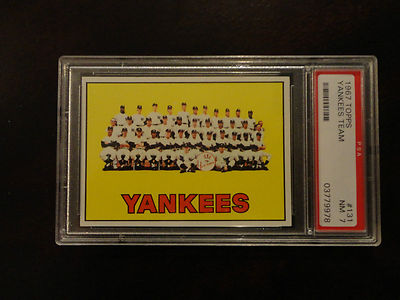 YANKEES
1967 TOPPS
YANKEES TEAM
PSA
#131
NM 7
03779978